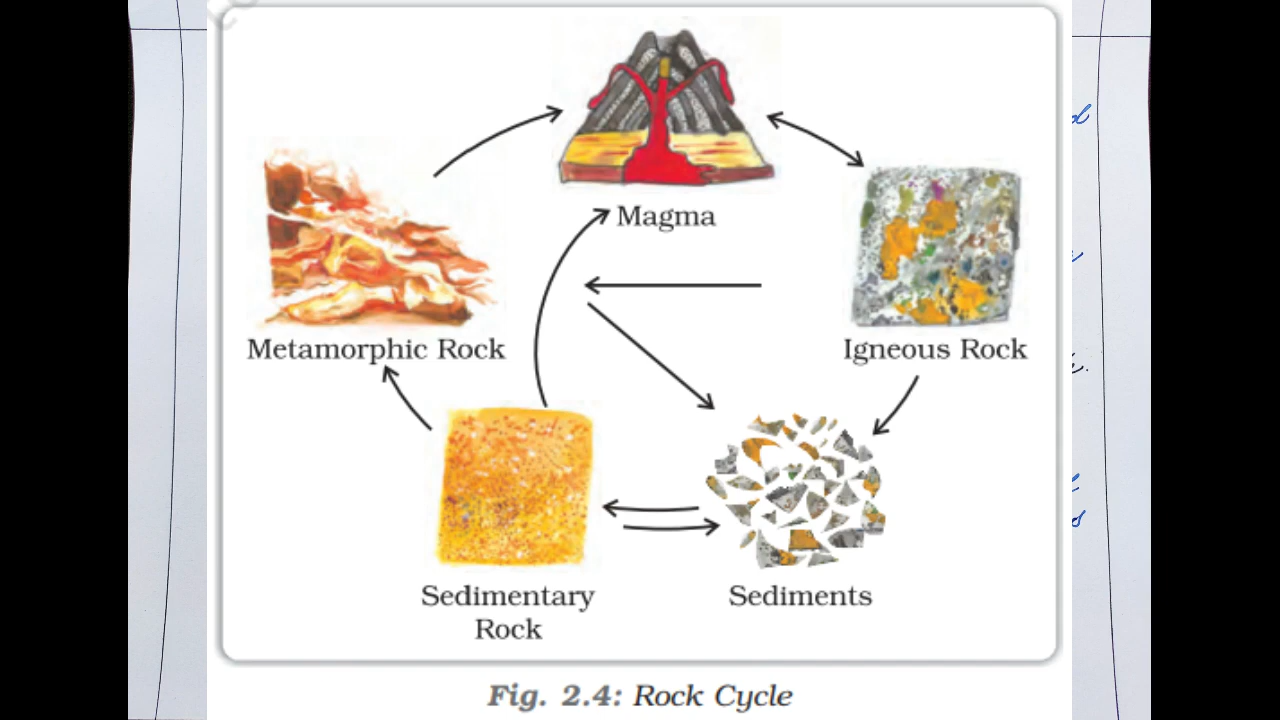 Magma
Metamorphic Rock
Igneous Rock
Sedimentary
Rock
Sediments
Fig. 2.4: Rock Cycle